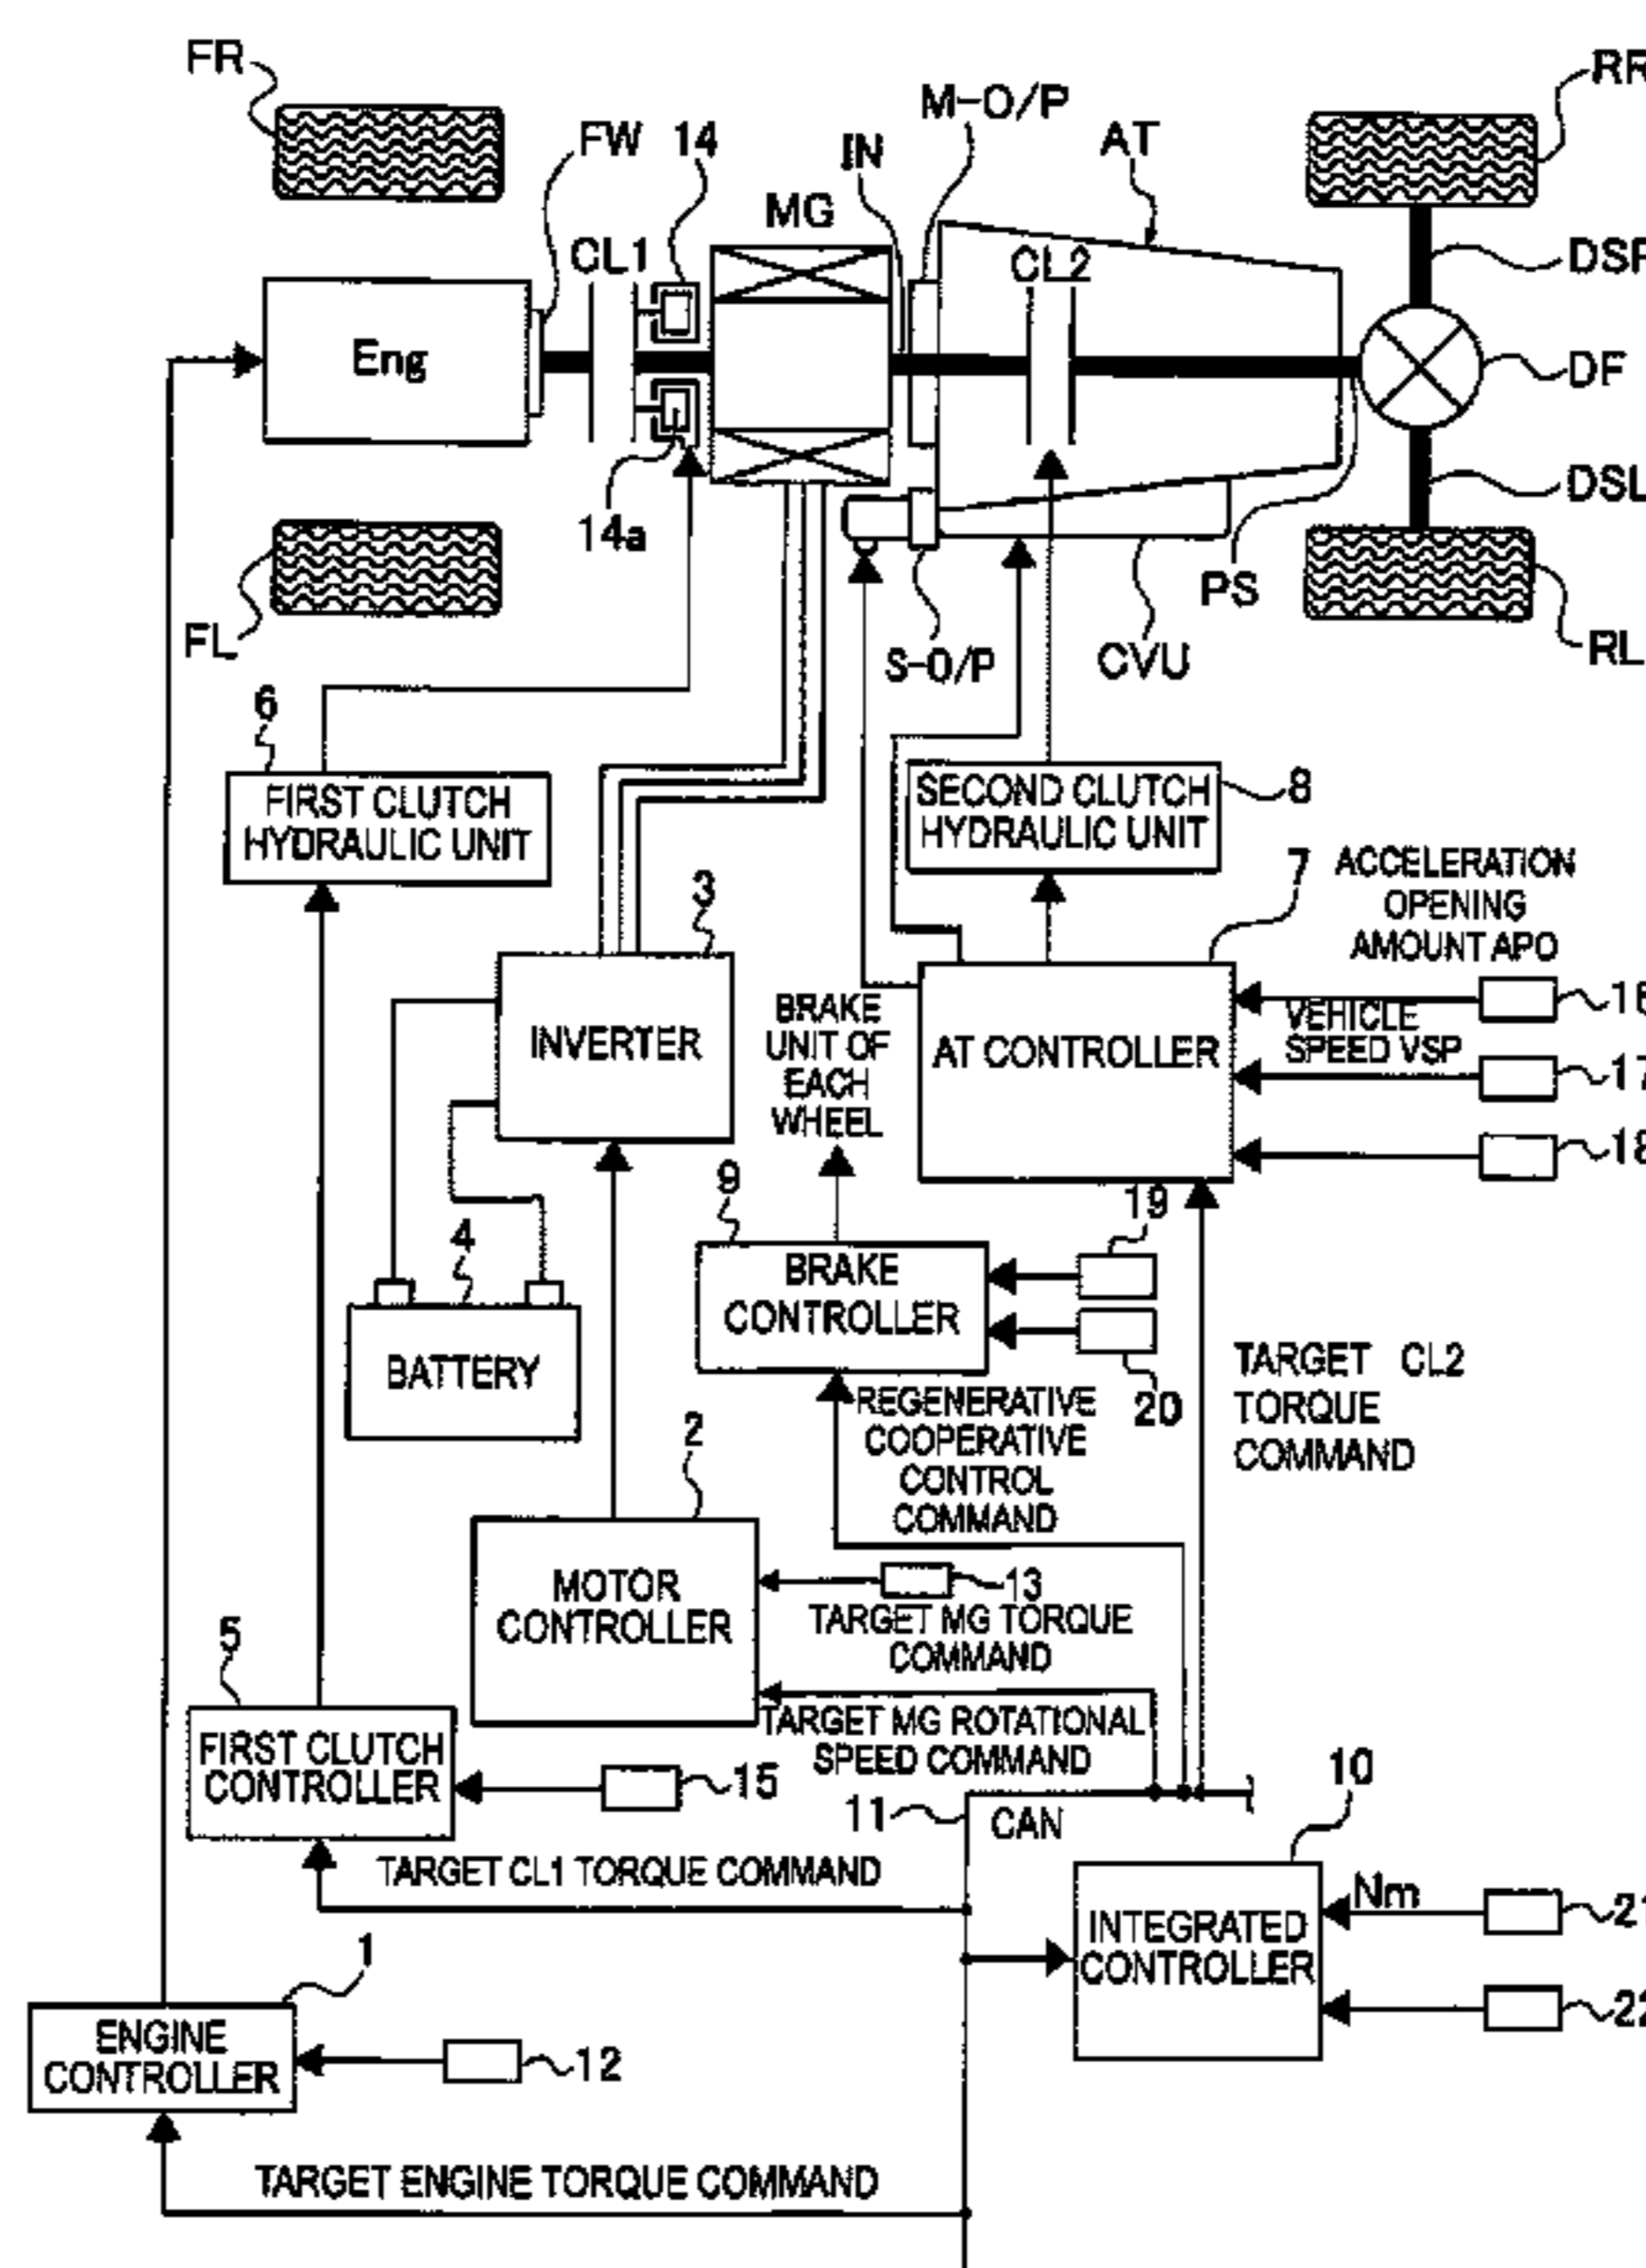 FR
RR
M-O/P
FW
14
IN
AT
MG
CL1
CL2
DSR
Eng
DF
DSL
14a
PS
FL
S-O/P
CVU
RL
6
FIRST CLUTCH
HYDRAULIC UNIT
SECOND CLUTCH
HYDRAULIC UNIT
8
3
7
ACCELERATION
OPENING
AMOUNT APO
INVERTER
BRAKE
UNIT OF
EACH
WHEEL
AT CONTROLLER
VEHICLE
SPEED VSP
16
17
18
4
9
19
BATTERY
BRAKE
CONTROLLER
20
TARGET CL2
TORQUE
COMMAND
REGENERATIVE
COOPERATIVE
CONTROL
COMMAND
2
MOTOR
CONTROLLER
13
TARGET MG TORQUE
COMMAND
5
TARGET MG ROTATIONAL
SPEED COMMAND
FIRST CLUTCH
CONTROLLER
15
11
CAN
10
TARGET CL1 TORQUE COMMAND
Nm
INTEGRATED
CONTROLLER
21
22
1
ENGINE
CONTROLLER
12
TARGET ENGINE TORQUE COMMAND